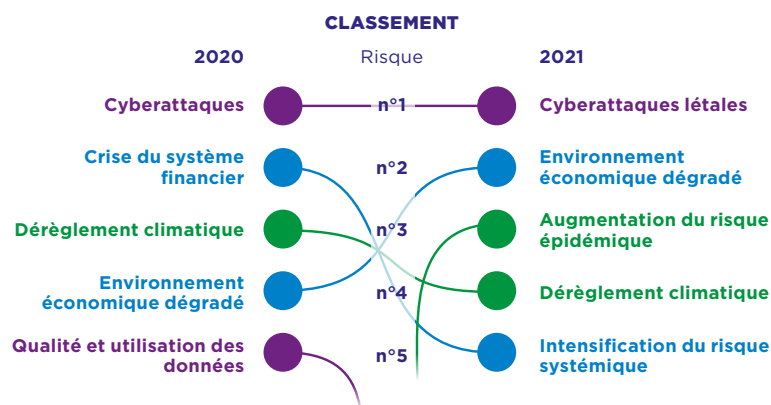 CLASSEMENT
2020
Risque
2021
Cyberattaques
n°1
Cyberattaques létales
Crise du système
financier
n°2
Environnement
économique dégradé
Dérèglement climatique
n°3
Augmentation du risque
épidémique
Environnement
économique dégradé
n°4
Dérèglement climatique
Qualité et utilisation des
données
n°5
Intensification du risque
systémique